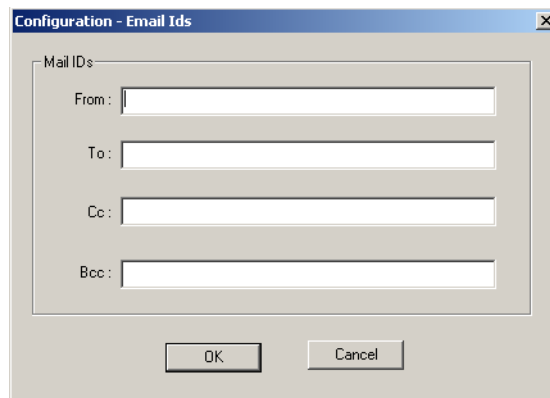 Configuration - Email Ids
Mail IDs
From :
To :
Cc :
Bcc :
OK
Cancel